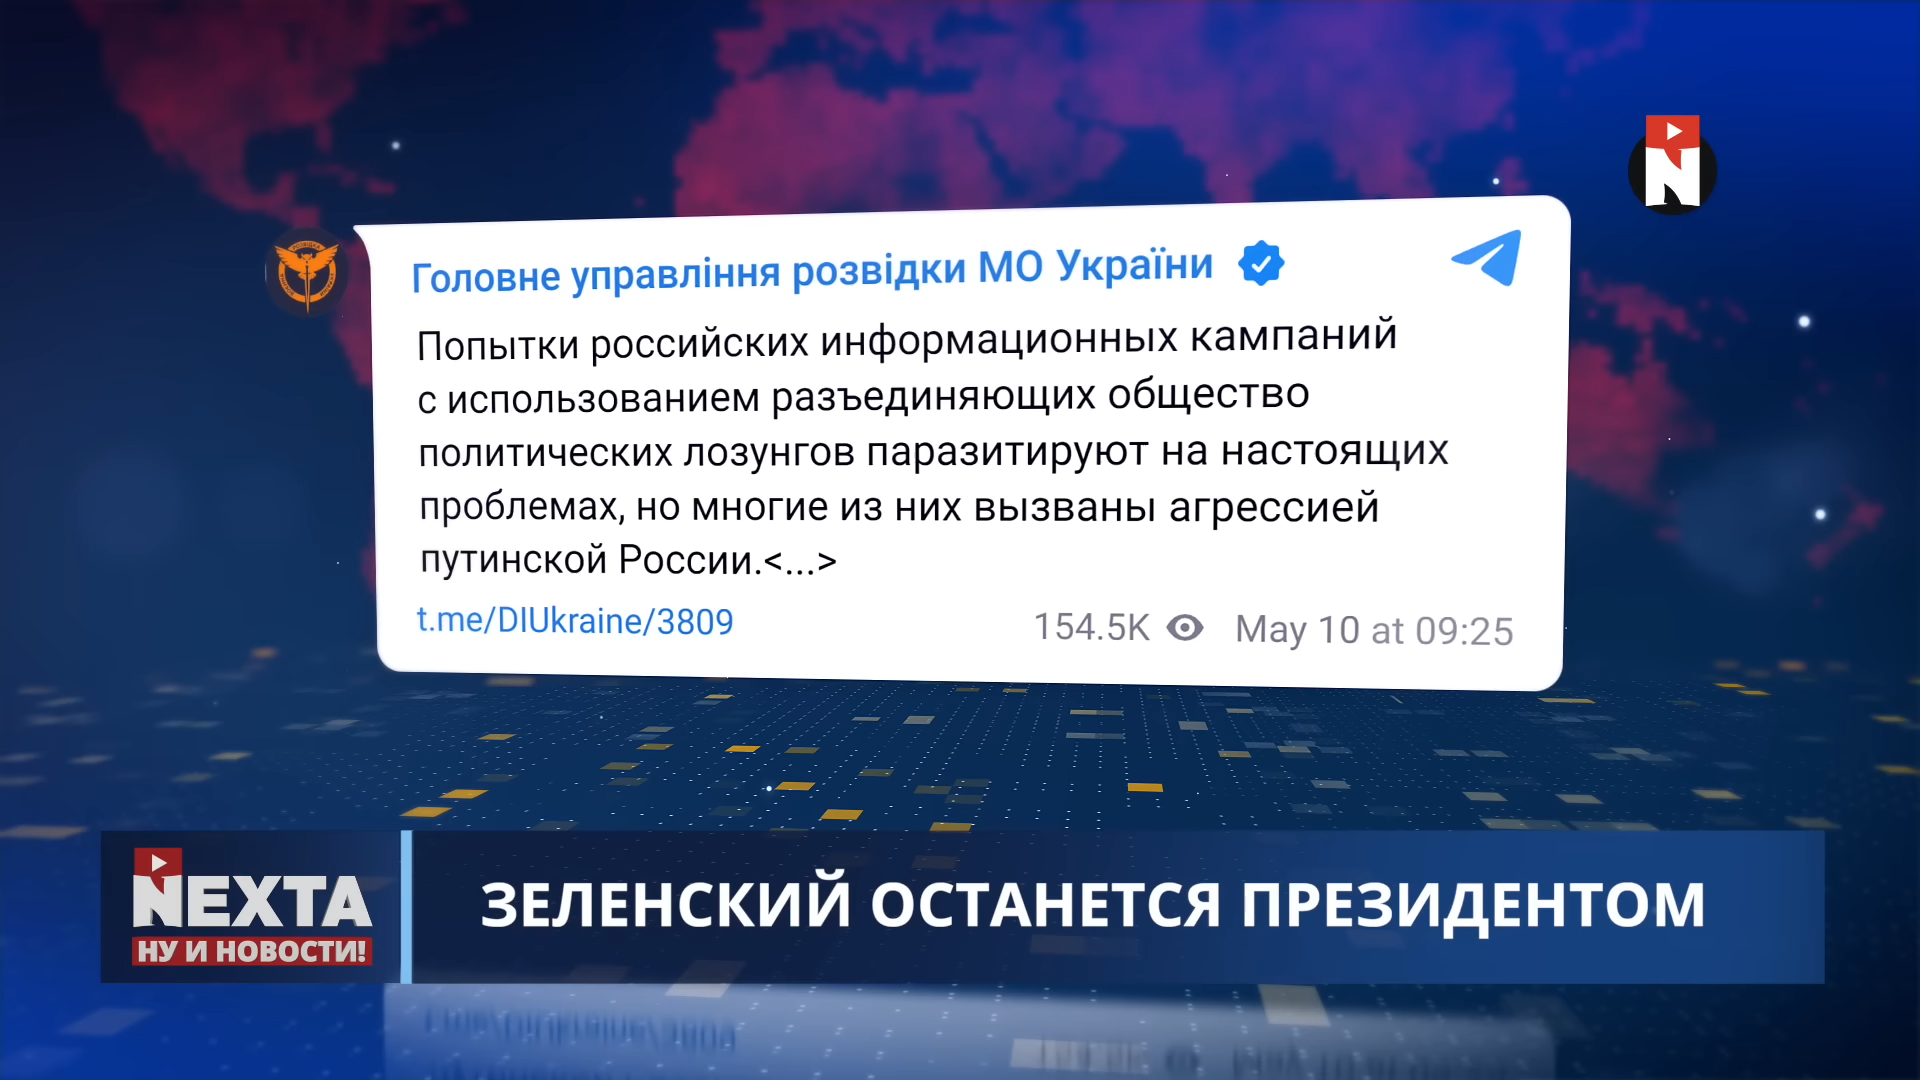 Головне управління розвідки МО України
Попытки российских информационных кампаний
с использованием разъединяющих общество
политических лозунгов паразитируют на настоящих
проблемах, но многие из них вызваны агрессией
путинской России.<...>
t.me/DIUkraine/3809
154.5K May 10 at 09:25
N
NEXTA
НУ И НОВОСТИ!
ЗЕЛЕНСКИЙ ОСТАНЕТСЯ ПРЕЗИДЕНТОМ